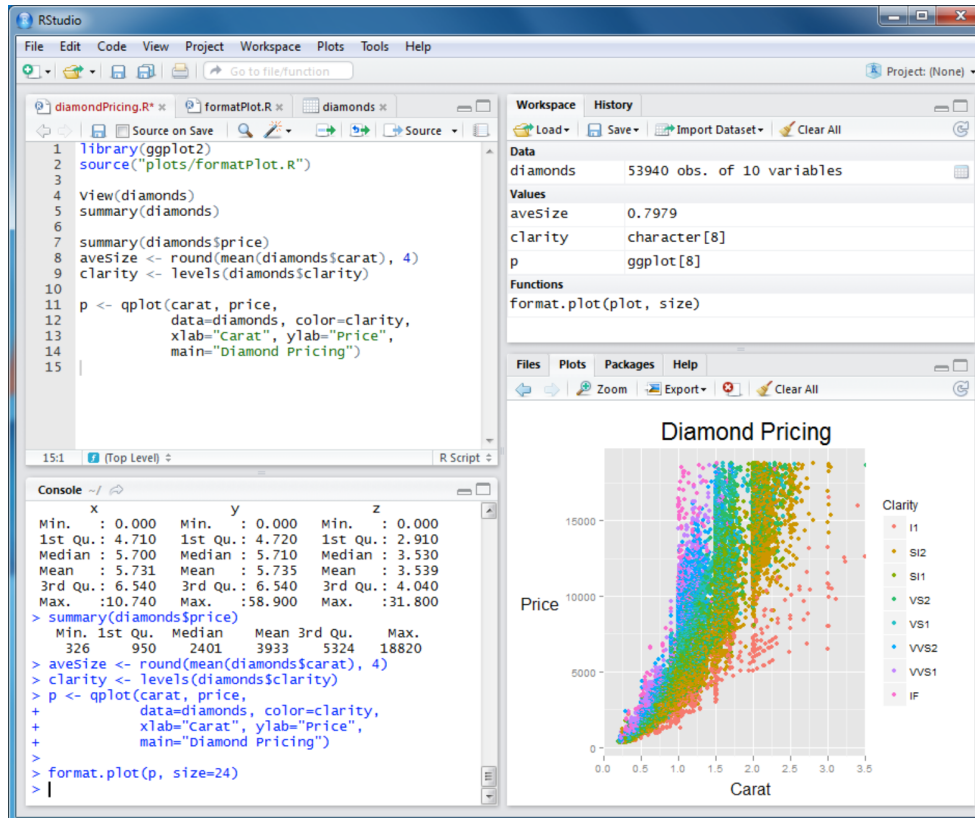 RStudio
File Edit Code View Project Workspace Plots Tools Help
Go to file/function
Project: (None)
diamondPricing.R* formatPlot.R diamonds
Source on Save Source
1 library(ggplot2)
2 source("plots/formatPlot.R")
3
4 View(diamonds)
5 summary(diamonds)
6
7 summary(diamonds$price)
8 aveSize <- round(mean(diamonds$carat), 4)
9 clarity <- levels(diamonds$clarity)
10
11 p <- qplot(carat, price,
12 data=diamonds, color=clarity,
13 xlab="Carat", ylab="Price",
14 main="Diamond Pricing")
15
15:1 (Top Level) R Script
Console ~/
x y z
Min. : 0.000 Min. : 0.000 Min. : 0.000
1st Qu.: 4.710 1st Qu.: 4.720 1st Qu.: 2.910
Median : 5.700 Median : 5.710 Median : 3.530
Mean : 5.731 Mean : 5.735 Mean : 3.539
3rd Qu.: 6.540 3rd Qu.: 6.540 3rd Qu.: 4.040
Max. :10.740 Max. :58.900 Max. :31.800
> summary(diamonds$price)
Min. 1st Qu. Median Mean 3rd Qu. Max.
326 950 2401 3933 5324 18820
> aveSize <- round(mean(diamonds$carat), 4)
> clarity <- levels(diamonds$clarity)
> p <- qplot(carat, price,
+ data=diamonds, color=clarity,
+ xlab="Carat", ylab="Price",
+ main="Diamond Pricing")
>
> format.plot(p, size=24)
>
Workspace History
Load Save Import Dataset Clear All
Data
diamonds 53940 obs. of 10 variables
Values
aveSize 0.7979
clarity character[8]
p ggplot[8]
Functions
format.plot(plot, size)
Files Plots Packages Help
Zoom Export Clear All
Diamond Pricing
Price
15000
10000
5000
0
0.0 0.5 1.0 1.5 2.0 2.5 3.0 3.5
Carat
Clarity
I1
SI2
SI1
VS2
VS1
VVS2
VVS1
IF